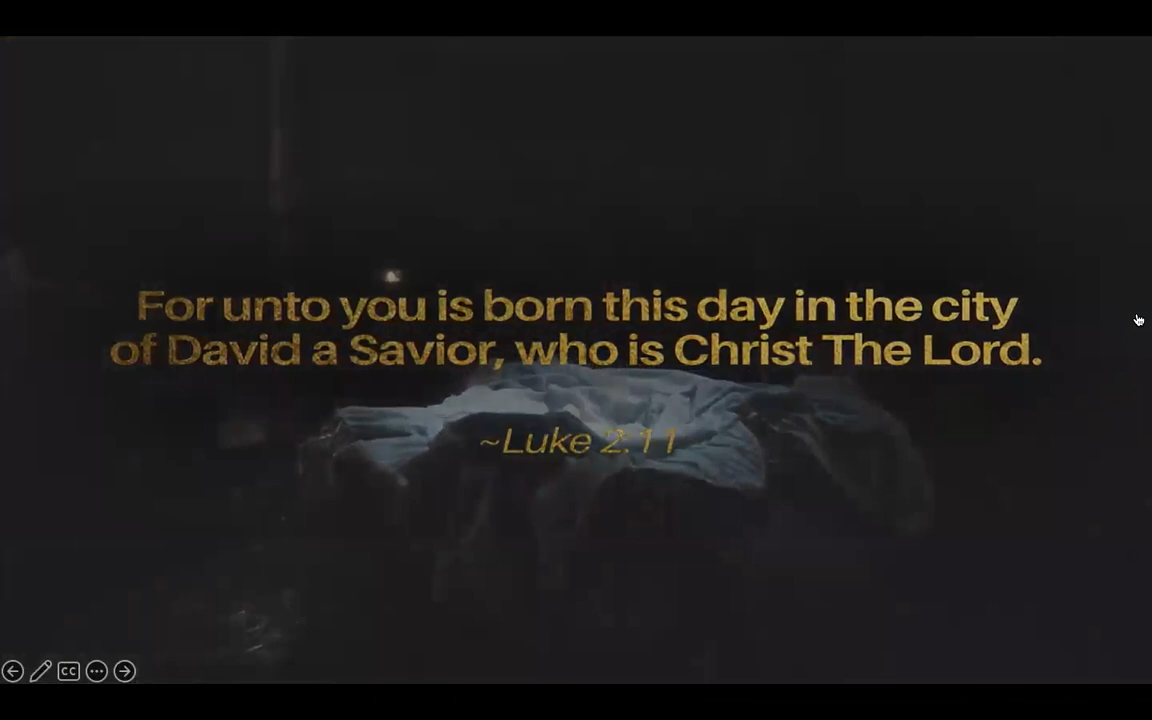 For unto you is born this day in the city
of David a Savior, who is Christ The Lord.
~Luke 2:11
CC